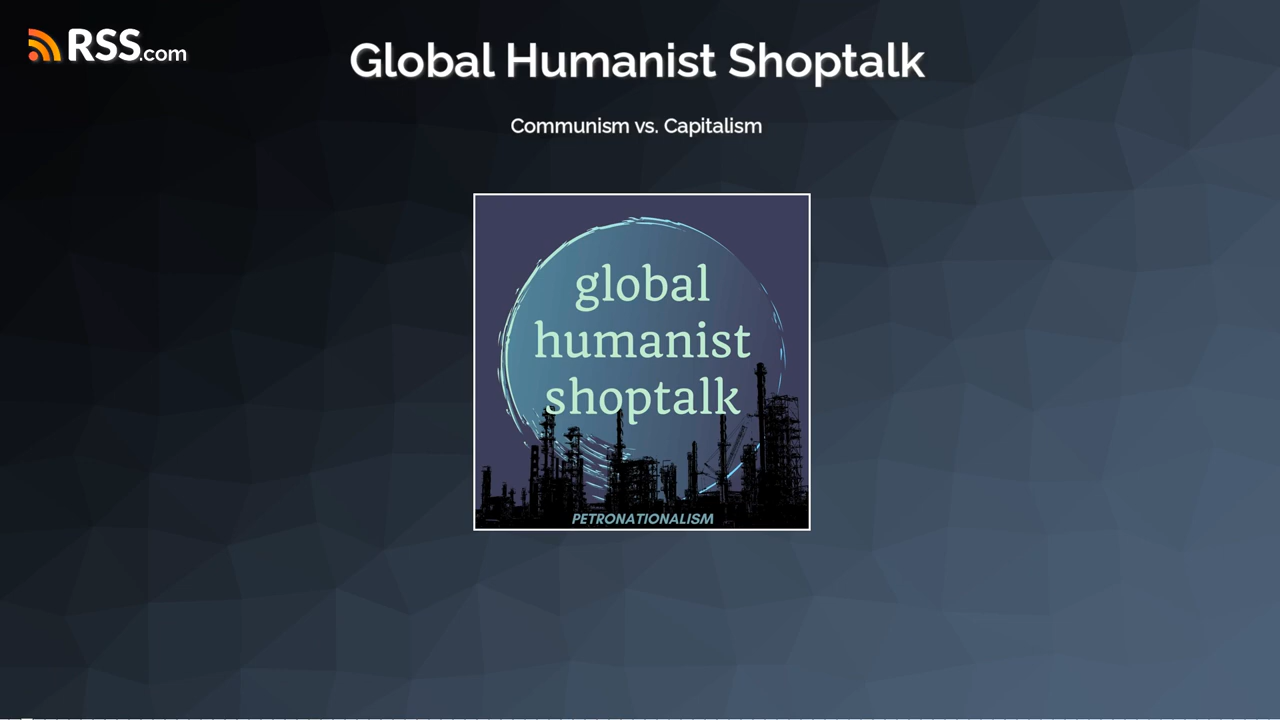 RSS.com
Global Humanist Shoptalk
Communism vs. Capitalism
global
humanist
shoptalk
PETRONATIONALISM